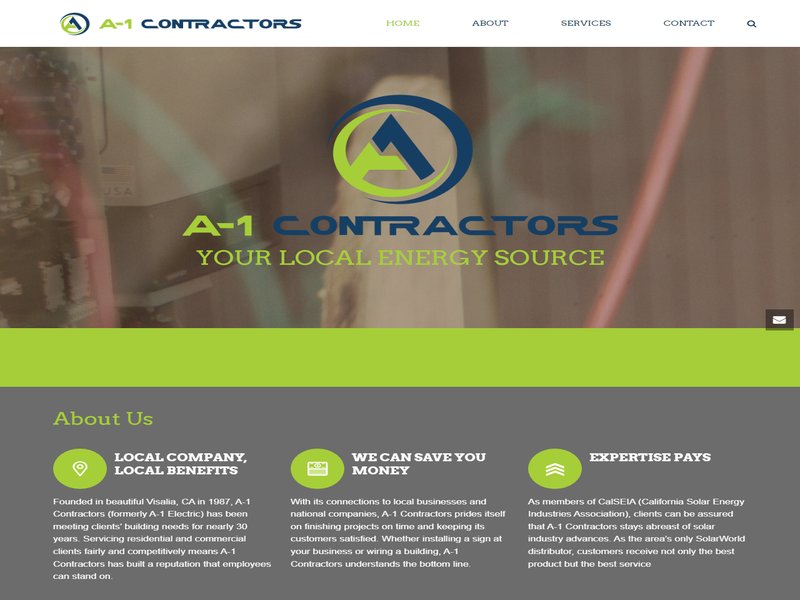 A-1 CONTRACTORS
HOME ABOUT SERVICES CONTACT
USA
A-1 CONTRACTORS
YOUR LOCAL ENERGY SOURCE
About Us
LOCAL COMPANY,
LOCAL BENEFITS
Founded in beautiful Visalia, CA in 1987, A-1
Contractors (formerly A-1 Electric) has been
meeting clients' building needs for nearly 30
years. Servicing residential and commercial
clients fairly and competitively means A-1
Contractors has built a reputation that employees
can stand on.
WE CAN SAVE YOU
MONEY
With its connections to local businesses and
national companies, A-1 Contractors prides itself
on finishing projects on time and keeping its
customers satisfied. Whether installing a sign at
your business or wiring a building, A-1
Contractors understands the bottom line.
EXPERTISE PAYS
As members of CalSEIA (California Solar Energy
Industries Association), clients can be assured
that A-1 Contractors stays abreast of solar
industry advances. As the area's only SolarWorld
distributor, customers receive not only the best
product but the best service